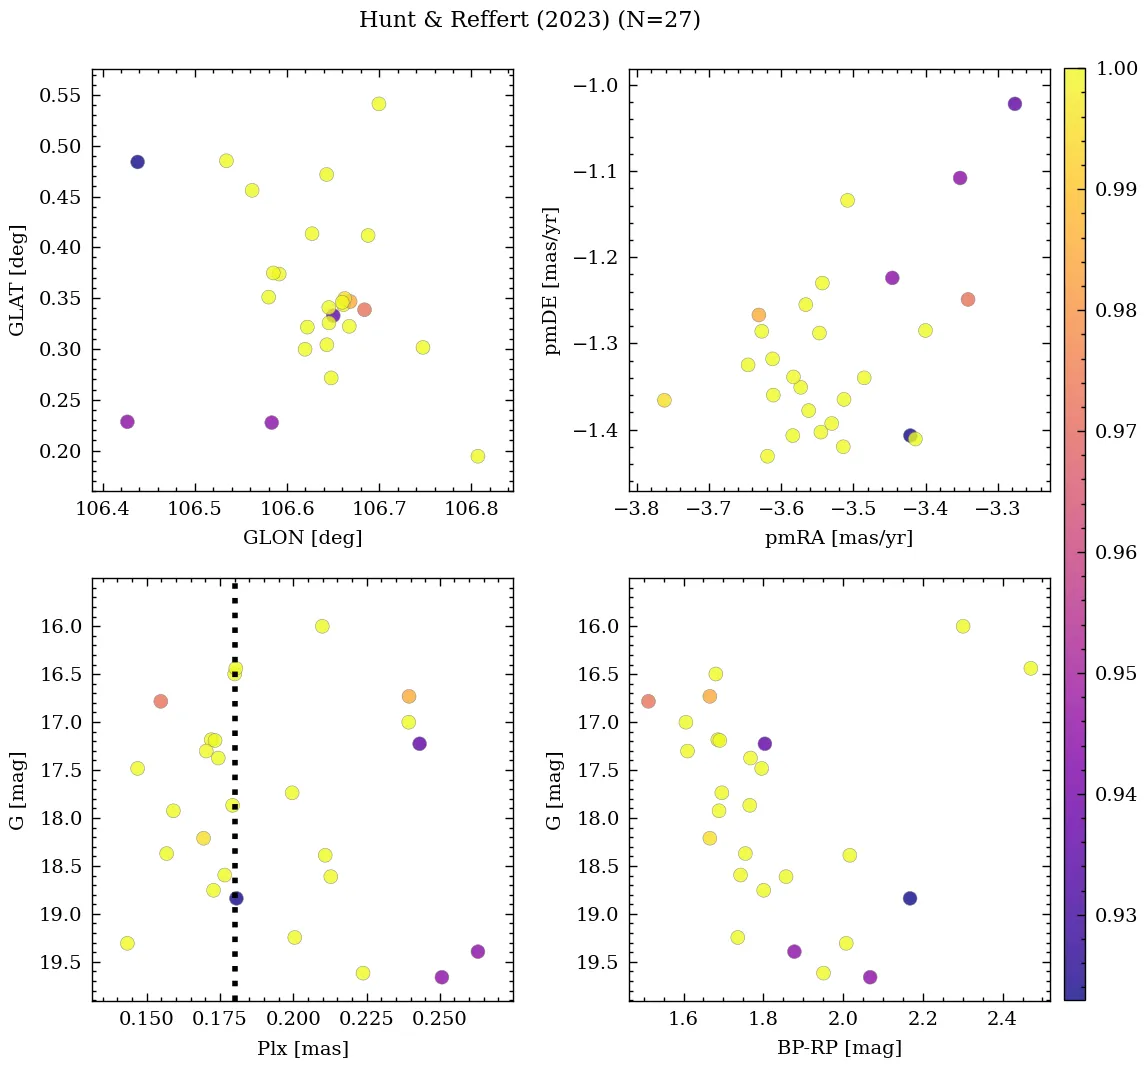 Hunt & Reffert (2023) (N=27)
0.55
0.50
0.45
0.40
0.35
0.30
0.25
0.20
GLAT [deg]
106.4 106.5 106.6 106.7 106.8
GLON [deg]
−1.0
−1.1
−1.2
−1.3
−1.4
pmDE [mas/yr]
−3.8 −3.7 −3.6 −3.5 −3.4 −3.3
pmRA [mas/yr]
16.0
16.5
17.0
17.5
18.0
18.5
19.0
19.5
G [mag]
0.150 0.175 0.200 0.225 0.250
Plx [mas]
16.0
16.5
17.0
17.5
18.0
18.5
19.0
19.5
G [mag]
1.6 1.8 2.0 2.2 2.4
BP-RP [mag]
1.00
0.99
0.98
0.97
0.96
0.95
0.94
0.93